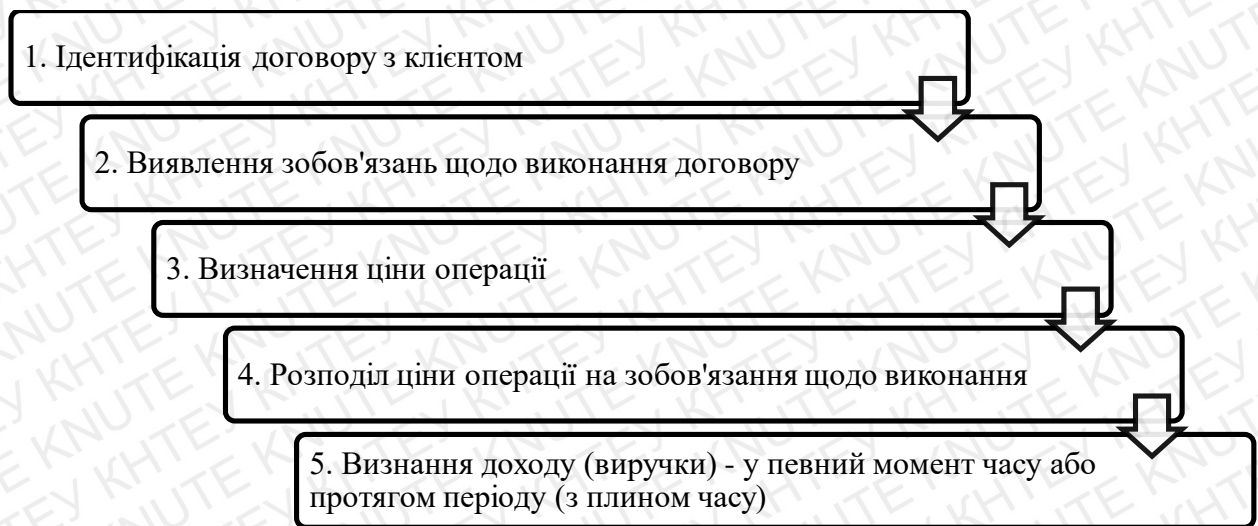 1. Ідентифікація договору з клієнтом
2. Виявлення зобов'язань щодо виконання договору
3. Визначення ціни операції
4. Розподіл ціни операції на зобов'язання щодо виконання
5. Визнання доходу (виручки) - у певний момент часу або
протягом періоду (з плином часу)